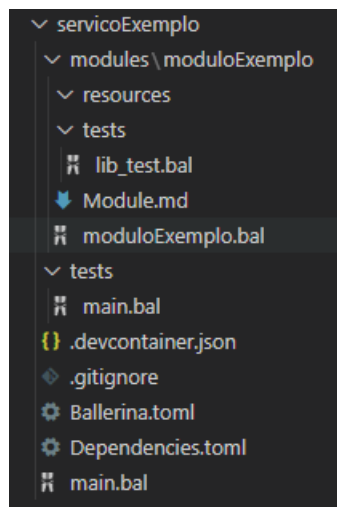 servicoExemplo
modules\moduloExemplo
resources
tests
lib_test.bal
Module.md
moduloExemplo.bal
tests
main.bal
{} .devcontainer.json
.gitignore
Ballerina.toml
Dependencies.toml
main.bal